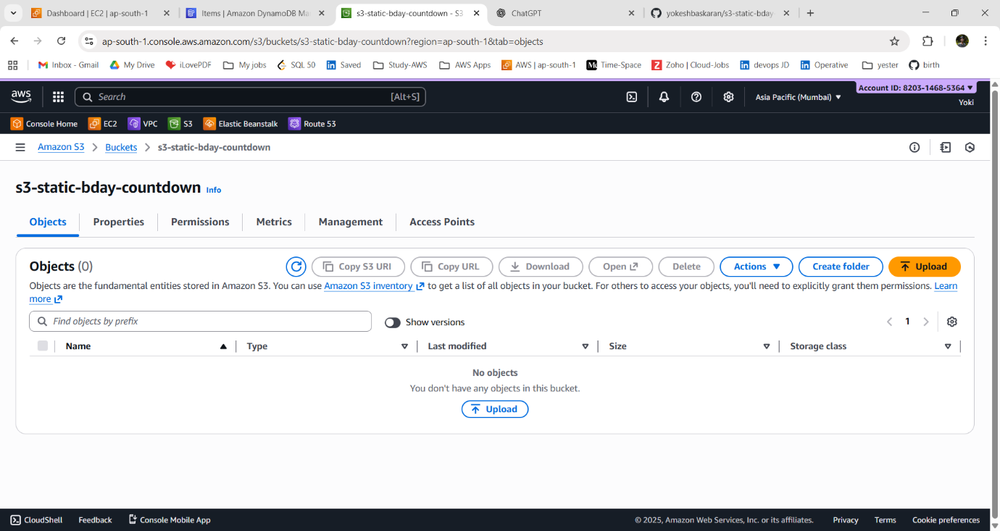 Dashboard | EC2 | ap-south-1
Items | Amazon DynamoDB Ma
s3-static-bday-countdown - S3
ChatGPT
yokeshbaskaran/s3-static-bday
ap-south-1.console.aws.amazon.com/s3/buckets/s3-static-bday-countdown?region=ap-south-1&tab=objects
Inbox - Gmail
My Drive
iLovePDF
My jobs
SQL 50
Saved
Study-AWS
AWS Apps
AWS | ap-south-1
Time-Space
Zoho | Cloud-Jobs
devops JD
Operative
yester
birth
aws
Search
[Alt+S]
Asia Pacific (Mumbai)
Account ID: 8203-1468-5364
Yoki
Console Home
EC2
VPC
S3
Elastic Beanstalk
Route 53
Amazon S3
Buckets
s3-static-bday-countdown
s3-static-bday-countdown Info
Objects
Properties
Permissions
Metrics
Management
Access Points
Objects (0)
Copy S3 URI
Copy URL
Download
Open
Delete
Actions
Create folder
Upload
Objects are the fundamental entities stored in Amazon S3. You can use Amazon S3 inventory to get a list of all objects in your bucket. For others to access your objects, you'll need to explicitly grant them permissions. Learn
more
Find objects by prefix
Show versions
1
Name
Type
Last modified
Size
Storage class
No objects
You don't have any objects in this bucket.
Upload
CloudShell
Feedback
Console Mobile App
© 2025, Amazon Web Services, Inc. or its affiliates.
Privacy
Terms
Cookie preferences